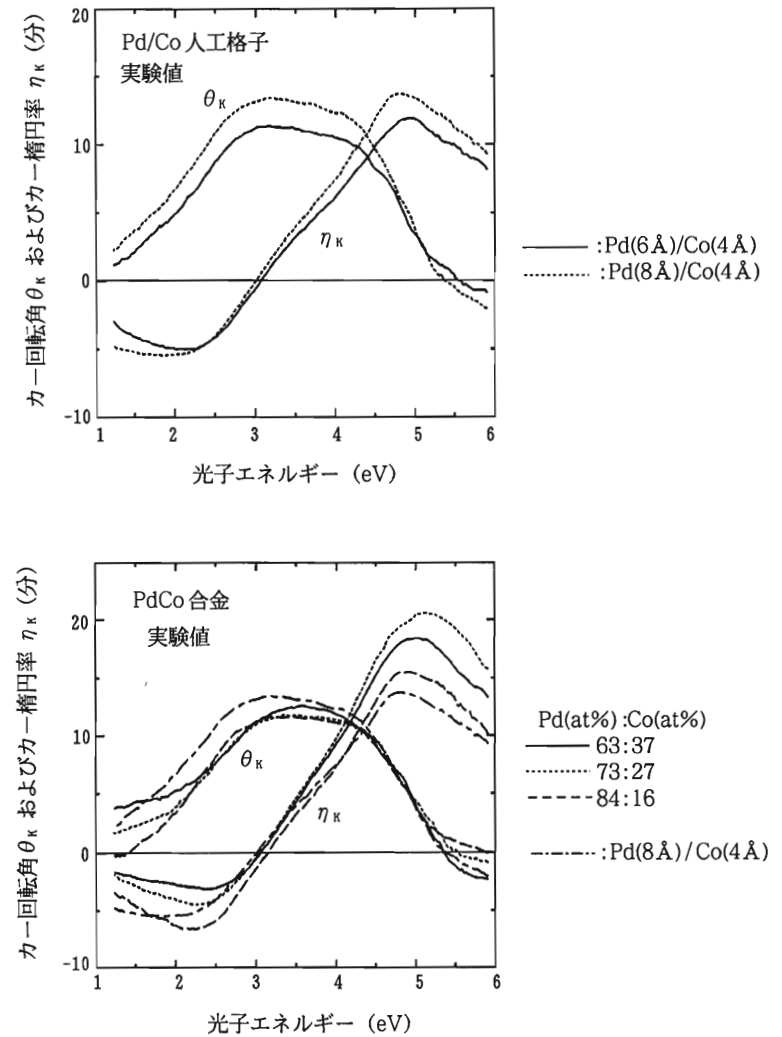 カー回転角θK およびカー楕円率 ηK (分)
20
10
0
-10
Pd/Co 人工格子
実験値
θK
ηK
1 2 3 4 5 6
光子エネルギー (eV)
:Pd(6Å)/Co(4Å)
:Pd(8Å)/Co(4Å)
カー回転角θK およびカー楕円率 ηK (分)
20
10
0
-10
PdCo 合金
実験値
θK
ηK
1 2 3 4 5 6
光子エネルギー (eV)
Pd(at%):Co(at%)
63:37
73:27
84:16
:Pd(8Å)/Co(4Å)